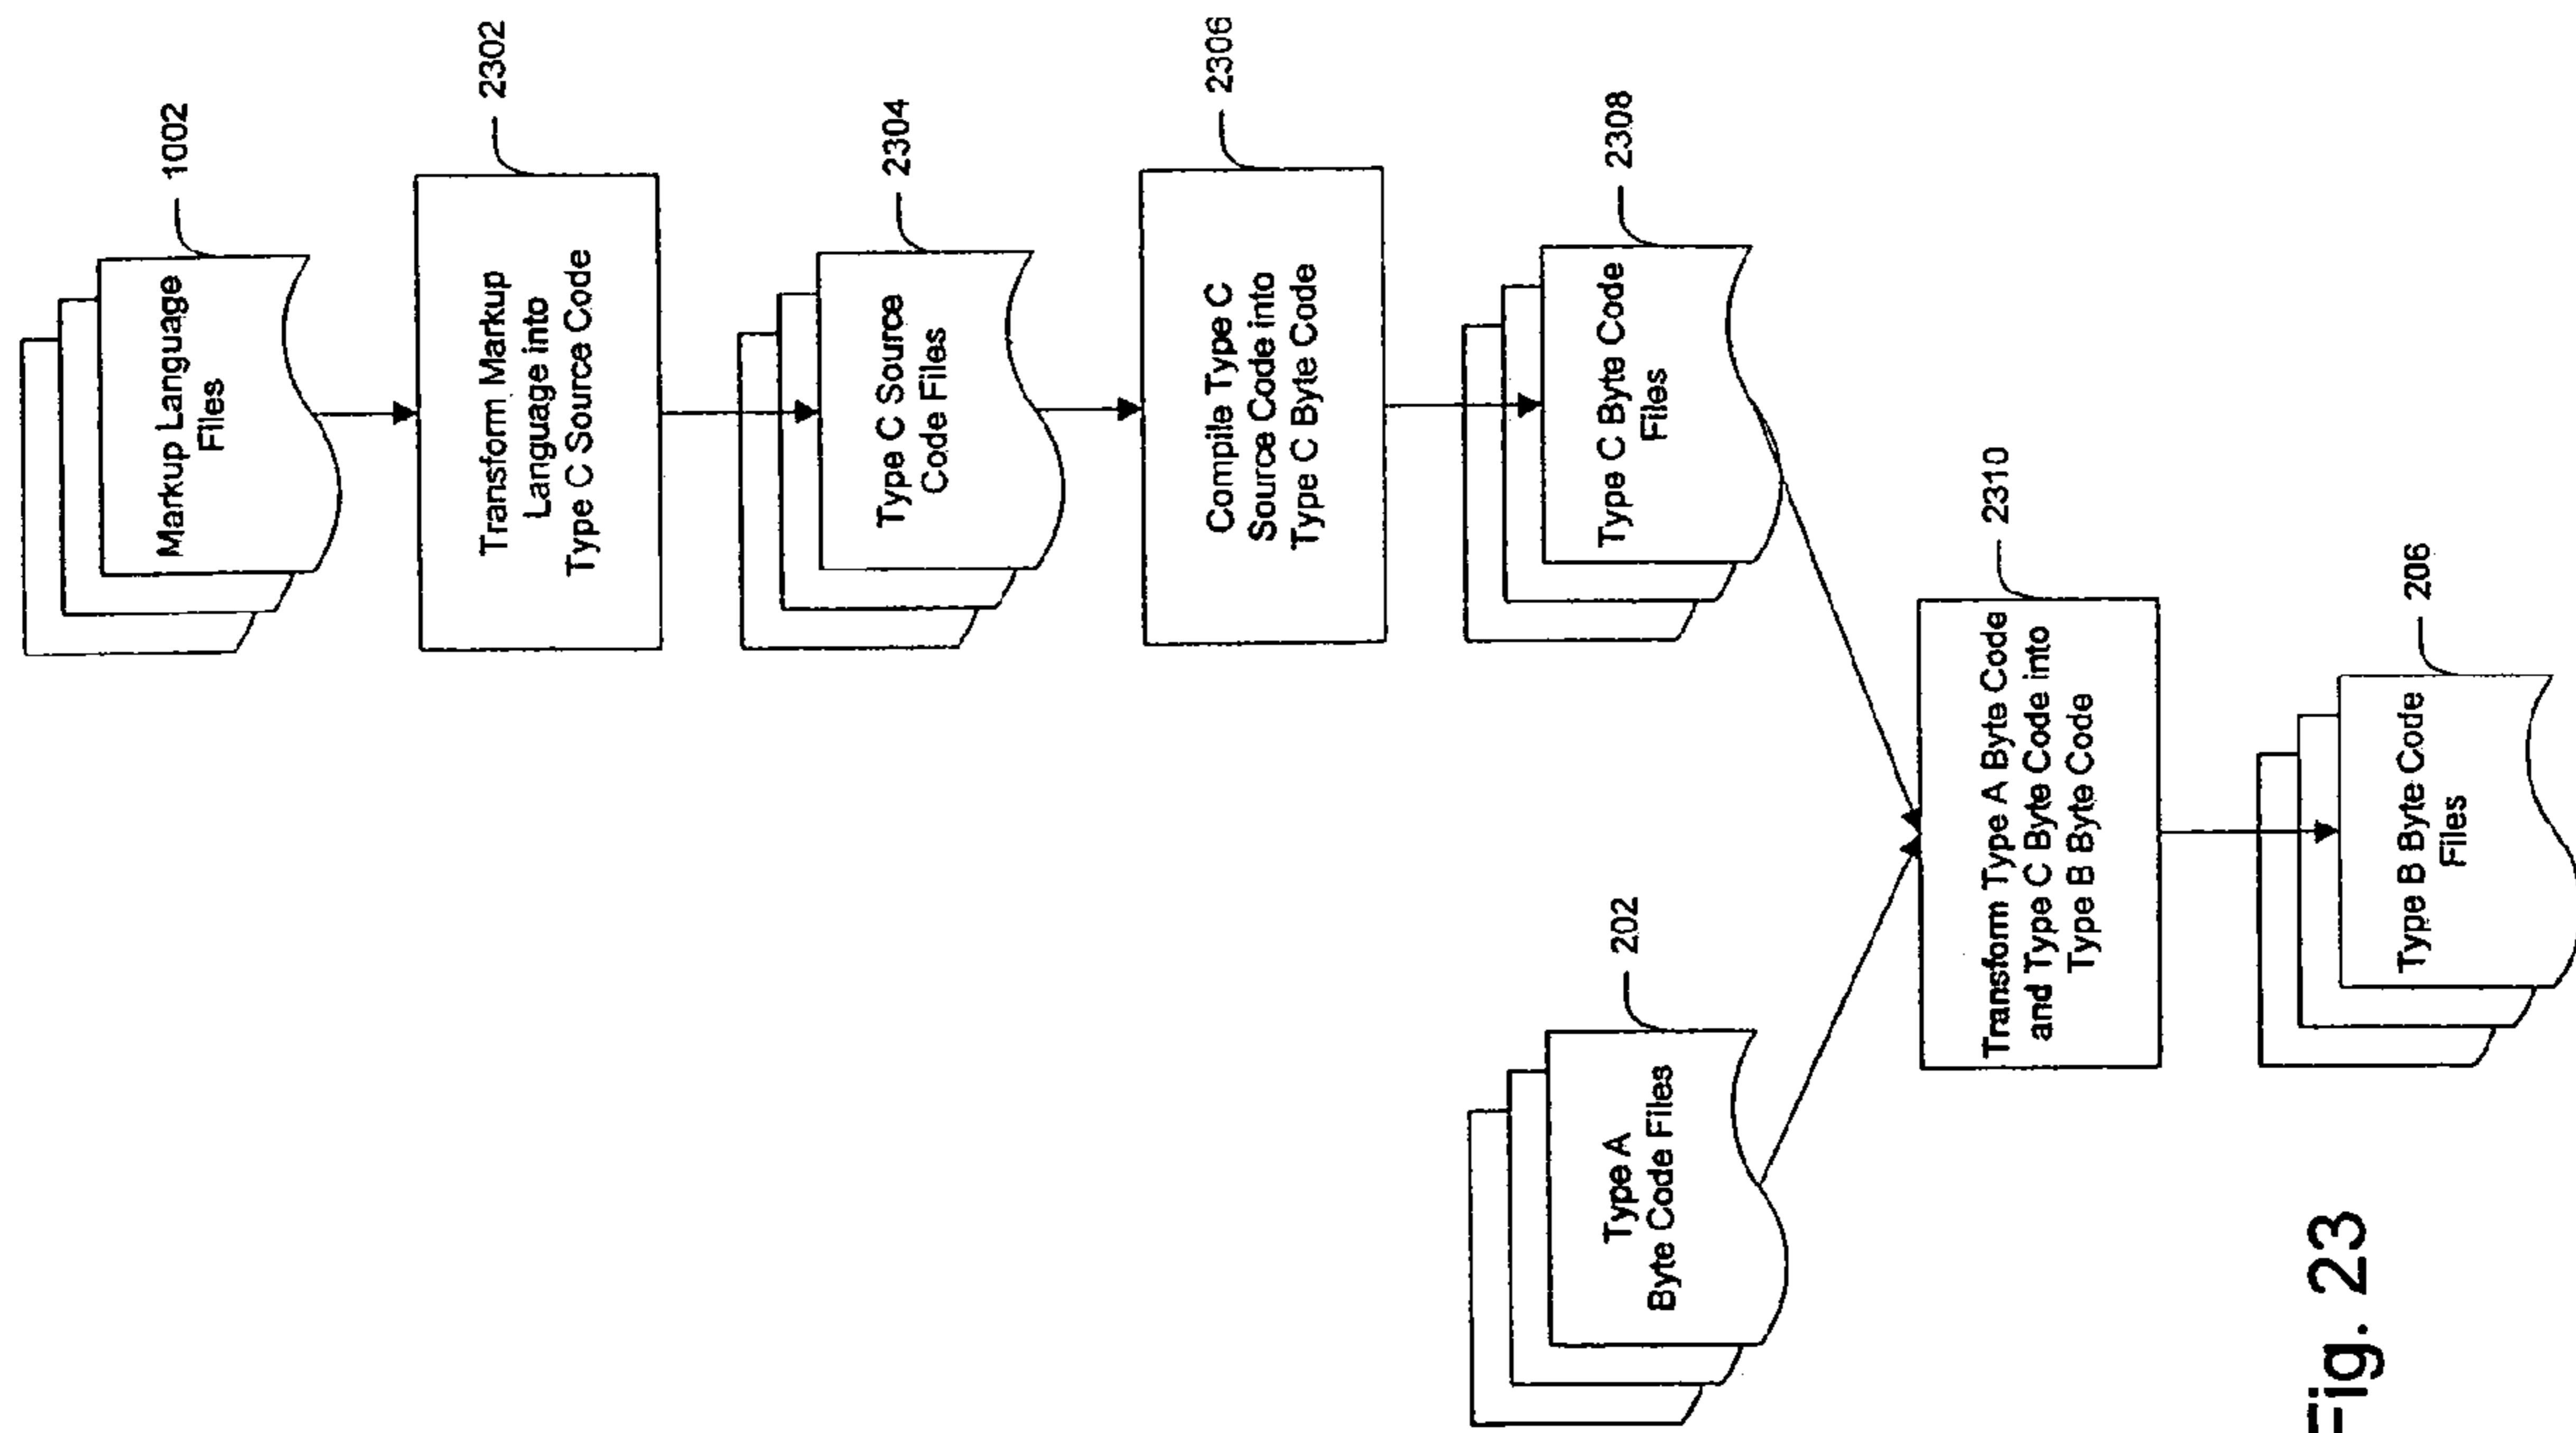 Markup Language
Files
1002
Transform Markup
Language into
Type C Source Code
2302
Type C Source
Code Files
2304
Compile Type C
Source Code into
Type C Byte Code
2306
Type C Byte Code
Files
2308
Type A
Byte Code Files
202
Transform Type A Byte Code
and Type C Byte Code into
Type B Byte Code
2310
Type B Byte Code
Files
206
Fig. 23